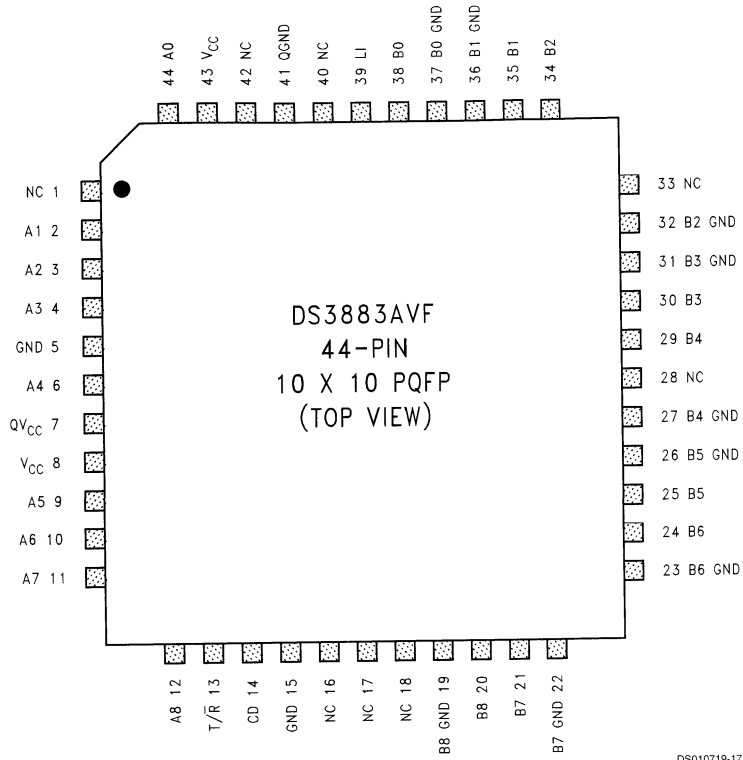 44 A0
43 VCC
42 NC
41 QGND
40 NC
39 LI
38 B0
37 B0 GND
36 B1 GND
35 B1
34 B2
NC 1
A1 2
A2 3
A3 4
GND 5
A4 6
QVCC 7
VCC 8
A5 9
A6 10
A7 11
DS3883AVF
44-PIN
10 X 10 PQFP
(TOP VIEW)
33 NC
32 B2 GND
31 B3 GND
30 B3
29 B4
28 NC
27 B4 GND
26 B5 GND
25 B5
24 B6
23 B6 GND
A8 12
T/R̅ 13
CD 14
GND 15
NC 16
NC 17
NC 18
B8 GND 19
B8 20
B7 21
B7 GND 22
DS010719-17